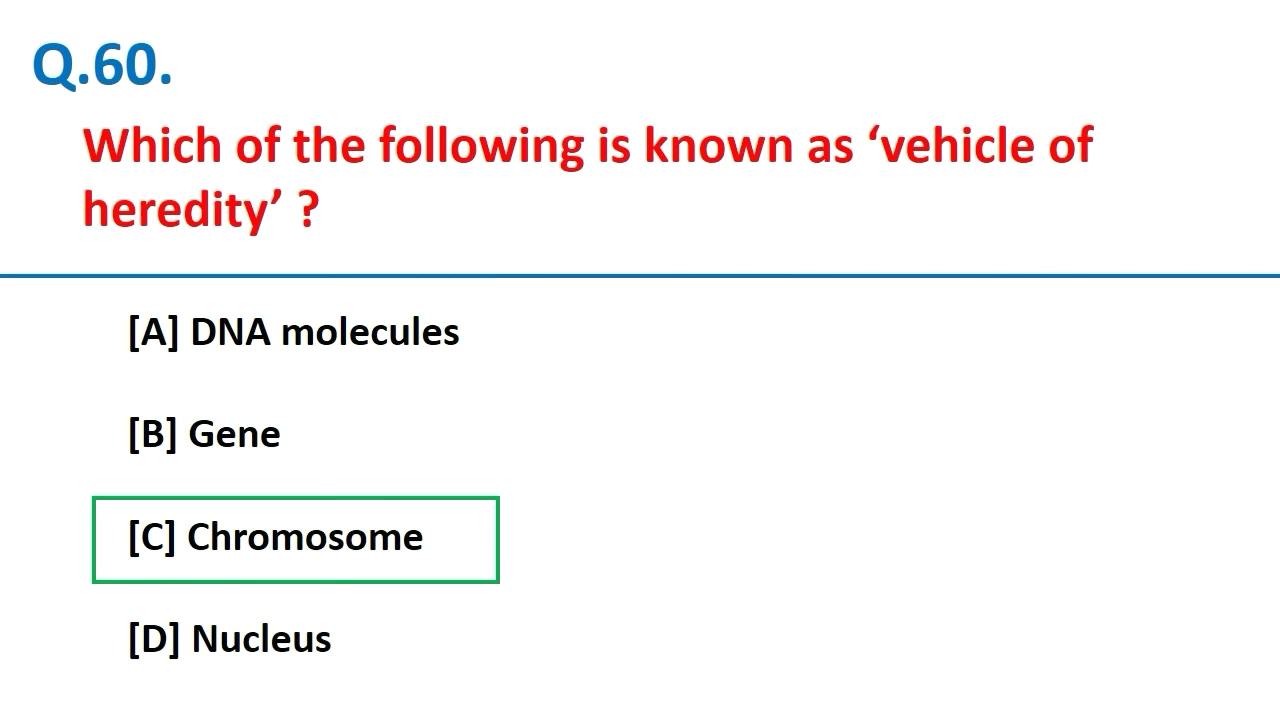 Q.60.
Which of the following is known as ‘vehicle of
heredity’ ?
[A] DNA molecules
[B] Gene
[C] Chromosome
[D] Nucleus